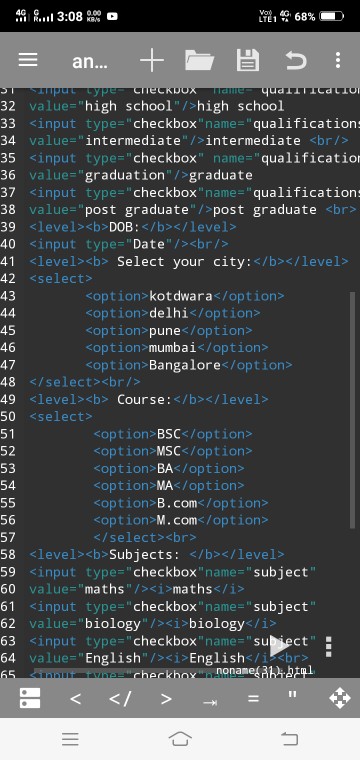 4G 4G 3:08 0.00 KB/s Vo) LTE1 4G 68%
an...
31 <input type="checkbox" name="qualification
32 value="high school"/>high school
33 <input type="checkbox"name="qualifications
34 value="intermediate"/>intermediate <br/>
35 <input type="checkbox" name="qualification
36 value="graduation"/>graduate
37 <input type="checkbox"name="qualifications
38 value="post graduate"/>post graduate <br>
39 <level><b>DOB:</b></level>
40 <input type="Date"/><br/>
41 <level><b> Select your city:</b></level>
42 <select>
43 <option>kotdwara</option>
44 <option>delhi</option>
45 <option>pune</option>
46 <option>mumbai</option>
47 <option>Bangalore</option>
48 </select><br/>
49 <level><b> Course:</b></level>
50 <select>
51 <option>BSC</option>
52 <option>MSC</option>
53 <option>BA</option>
54 <option>MA</option>
55 <option>B.com</option>
56 <option>M.com</option>
57 </select><br>
58 <level><b>Subjects: </b></level>
59 <input type="checkbox"name="subject"
60 value="maths"/><i>maths</i>
61 <input type="checkbox"name="subject"
62 value="biology"/><i>biology</i>
63 <input type="checkbox"name="subject"
64 value="English"/><i>English</i><br>
65 <input type="checkbox"name="subject"
noname(31).html
< </ > = "